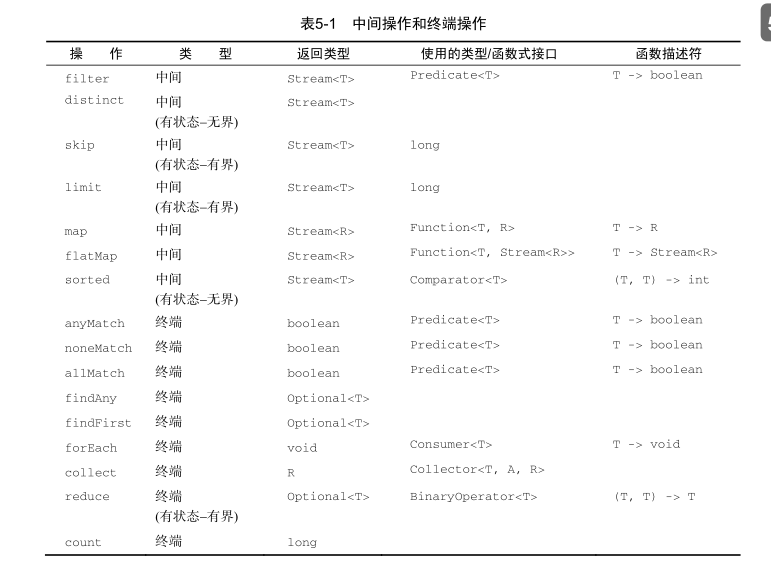 表5-1 中间操作和终端操作
操 作 类 型 返回类型 使用的类型/函数式接口 函数描述符
filter 中间 Stream<T> Predicate<T> T -> boolean
distinct 中间 Stream<T>
(有状态–无界)
skip 中间 Stream<T> long
(有状态–有界)
limit 中间 Stream<T> long
(有状态–有界)
map 中间 Stream<R> Function<T, R> T -> R
flatMap 中间 Stream<R> Function<T, Stream<R>> T -> Stream<R>
sorted 中间 Stream<T> Comparator<T> (T, T) -> int
(有状态–无界)
anyMatch 终端 boolean Predicate<T> T -> boolean
noneMatch 终端 boolean Predicate<T> T -> boolean
allMatch 终端 boolean Predicate<T> T -> boolean
findAny 终端 Optional<T>
findFirst 终端 Optional<T>
forEach 终端 void Consumer<T> T -> void
collect 终端 R Collector<T, A, R>
reduce 终端 Optional<T> BinaryOperator<T> (T, T) -> T
(有状态–有界)
count 终端 long